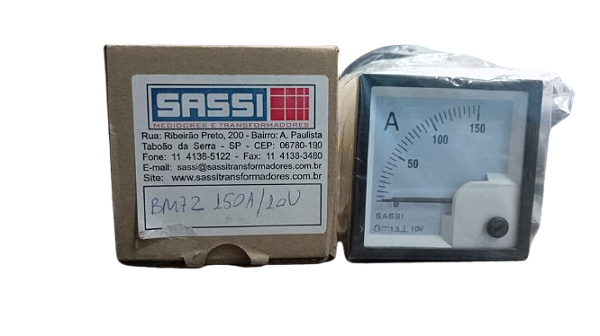 SASSI
MEDIDORES E TRANSFORMADORES
Rua: Ribeirão Preto, 200 - Bairro: A. Paulista
Taboão da Serra - SP - CEP: 06780-190
Fone: 11 4138-5122 - Fax: 11 4138-3480
E-mail: sassi@sassitransformadores.com.br
Site: www.sassitransformadores.com.br
BM72 150A/10V
A
0
50
100
150
SASSI
1.5 ⊥ 10V